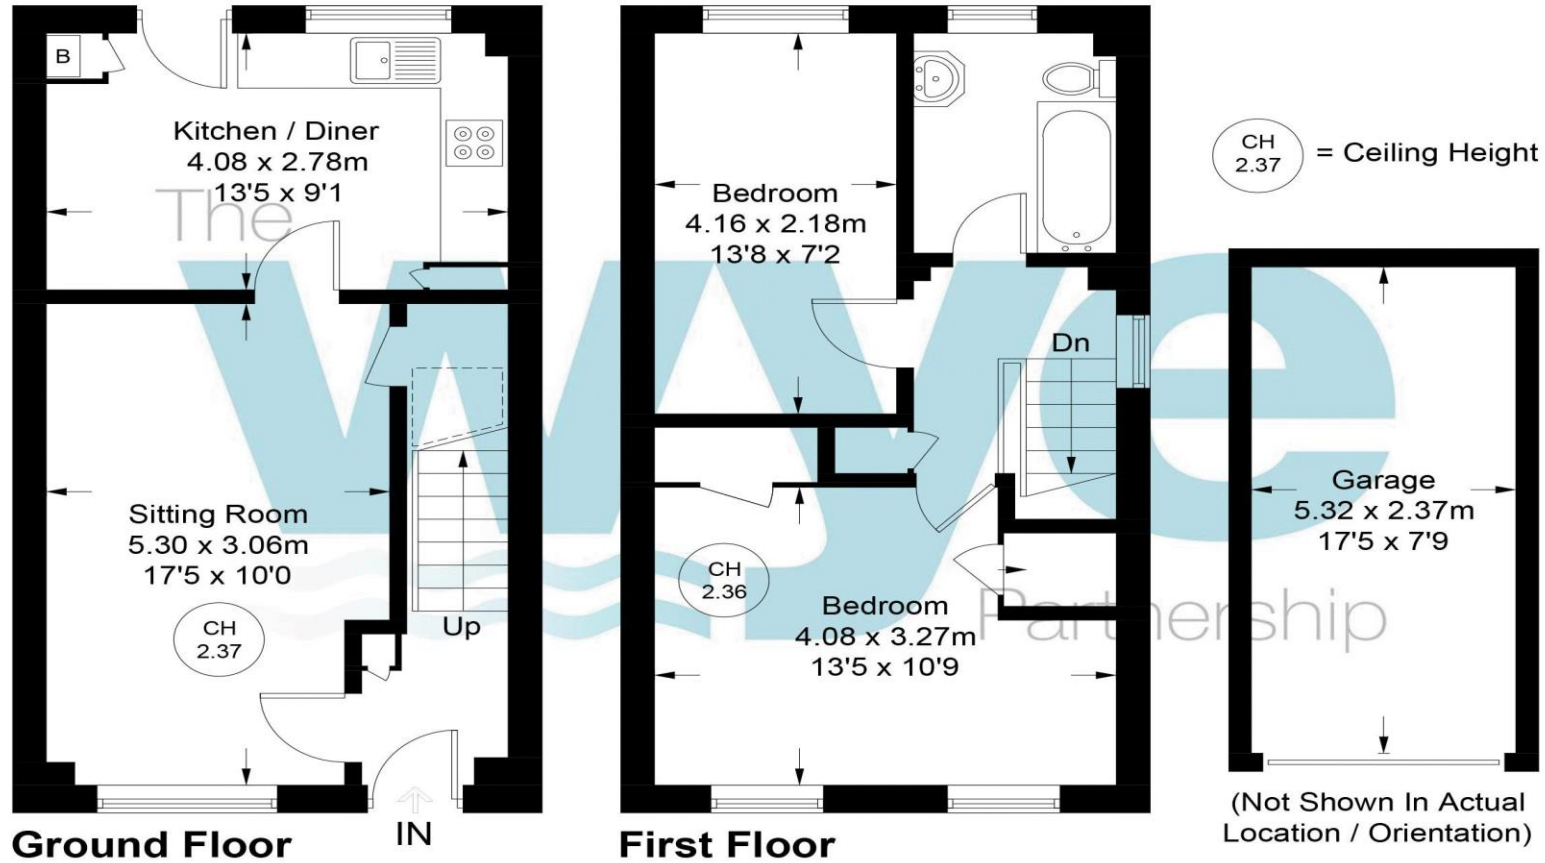 B
Kitchen / Diner
4.08 x 2.78m
13'5 x 9'1
Sitting Room
5.30 x 3.06m
17'5 x 10'0
CH
2.37
Up
IN
Ground Floor
Bedroom
4.16 x 2.18m
13'8 x 7'2
Dn
CH
2.36
Bedroom
4.08 x 3.27m
13'5 x 10'9
First Floor
CH
2.37
= Ceiling Height
Garage
5.32 x 2.37m
17'5 x 7'9
(Not Shown In Actual
Location / Orientation)
The
wye
Partnership